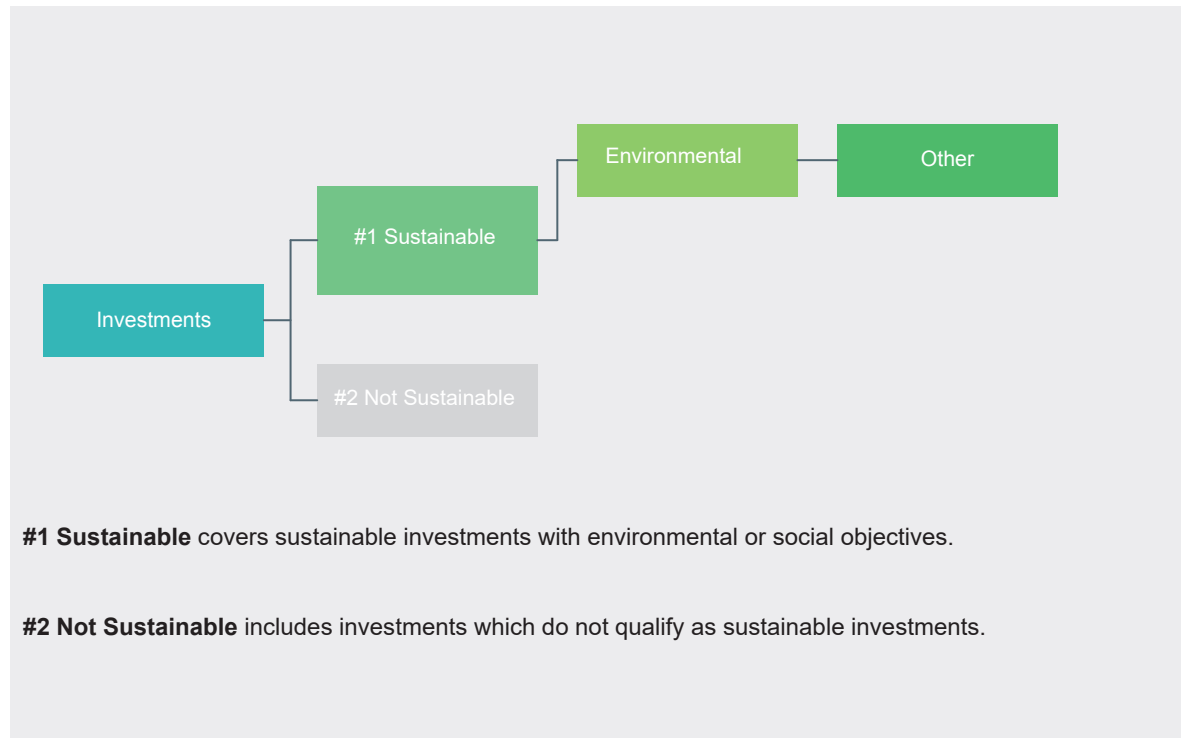 Environmental
Other
#1 Sustainable
Investments
#2 Not Sustainable
#1 Sustainable covers sustainable investments with environmental or social objectives.
#2 Not Sustainable includes investments which do not qualify as sustainable investments.